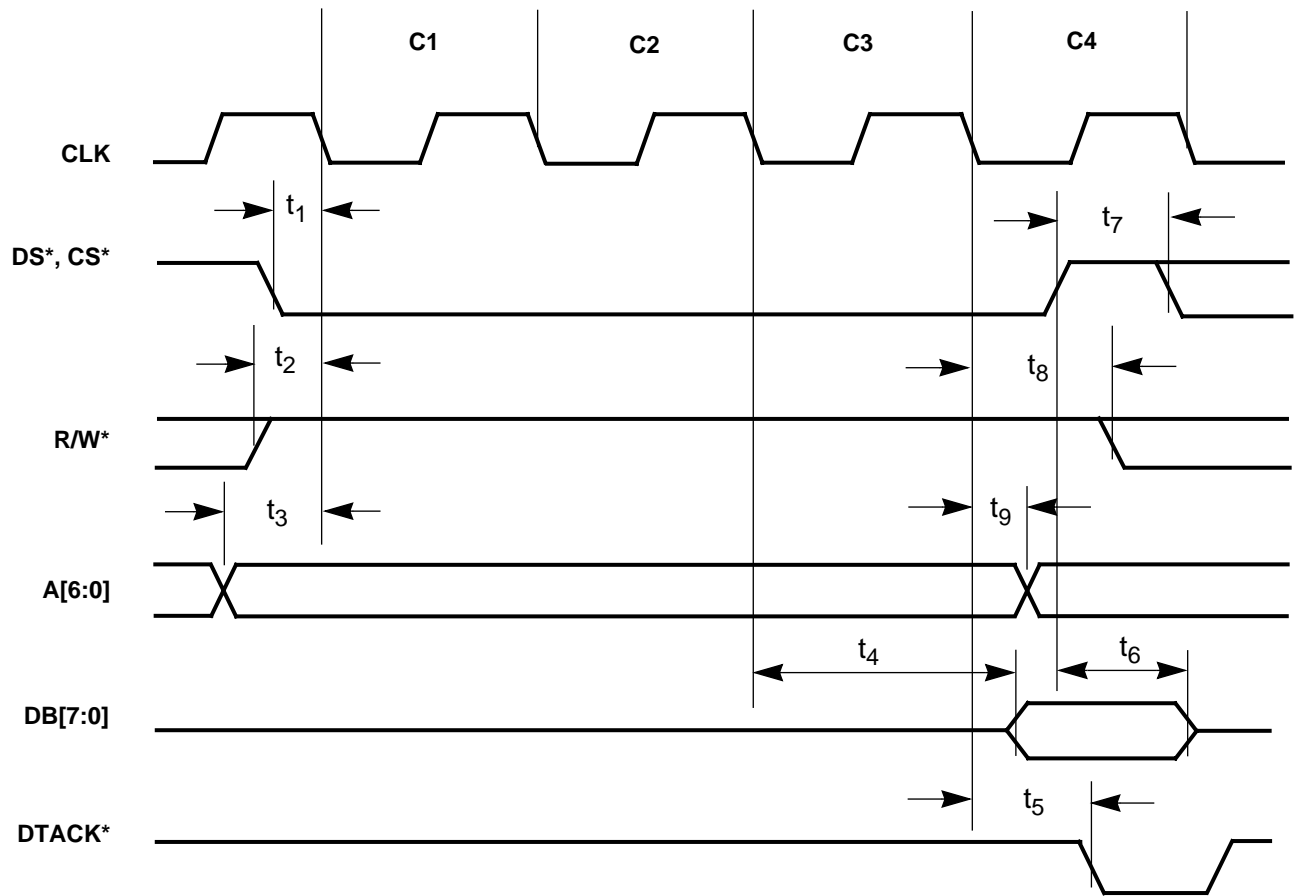 C1 C2 C3 C4
CLK
t1 t7
DS*, CS*
t2 t8
R/W*
t3 t9
A[6:0]
t4 t6
DB[7:0]
t5
DTACK*